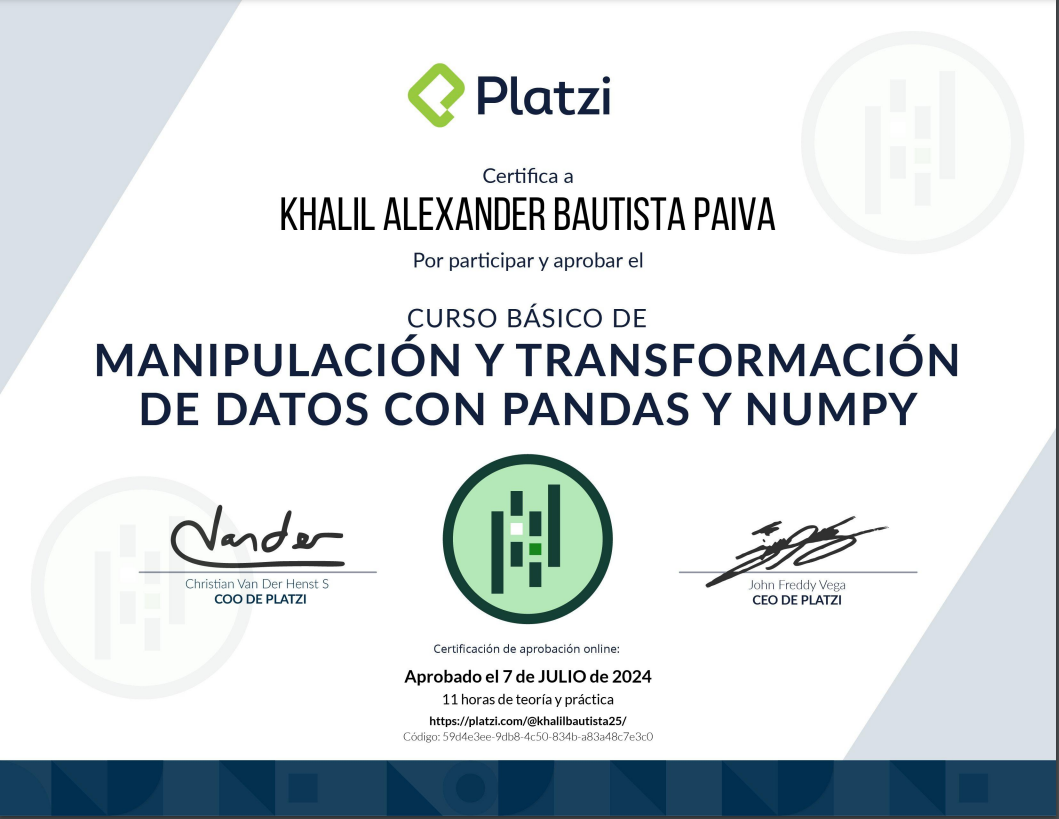 Platzi
Certifica a
KHALIL ALEXANDER BAUTISTA PAIVA
Por participar y aprobar el
CURSO BÁSICO DE
MANIPULACIÓN Y TRANSFORMACIÓN
DE DATOS CON PANDAS Y NUMPY
Vander
Christian Van Der Henst S
COO DE PLATZI
John Freddy Vega
CEO DE PLATZI
Certificación de aprobación online:
Aprobado el 7 de JULIO de 2024
11 horas de teoría y práctica
https://platzi.com/@khalilbautista25/
Código: 59d4e3ee-9db8-4c50-834b-a83a48c7e3c0